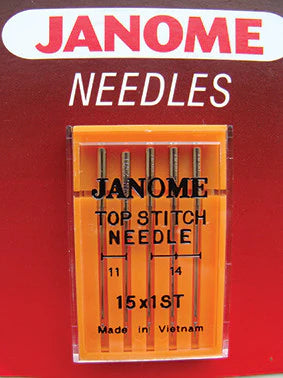 JANOME
NEEDLES
JANOME
TOP STITCH
NEEDLE
11 14
15x1ST
Made in Vietnam